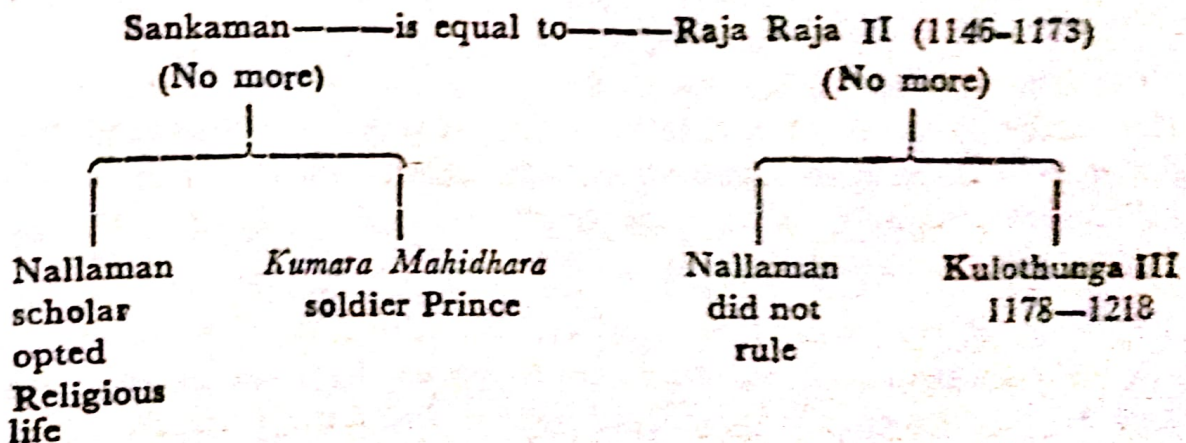 Sankaman———is equal to———Raja Raja II (1146–1173)
(No more) (No more)
Nallaman Kumara Mahidhara Nallaman Kulothunga III
scholar soldier Prince did not 1178—1218
opted rule
Religious
life